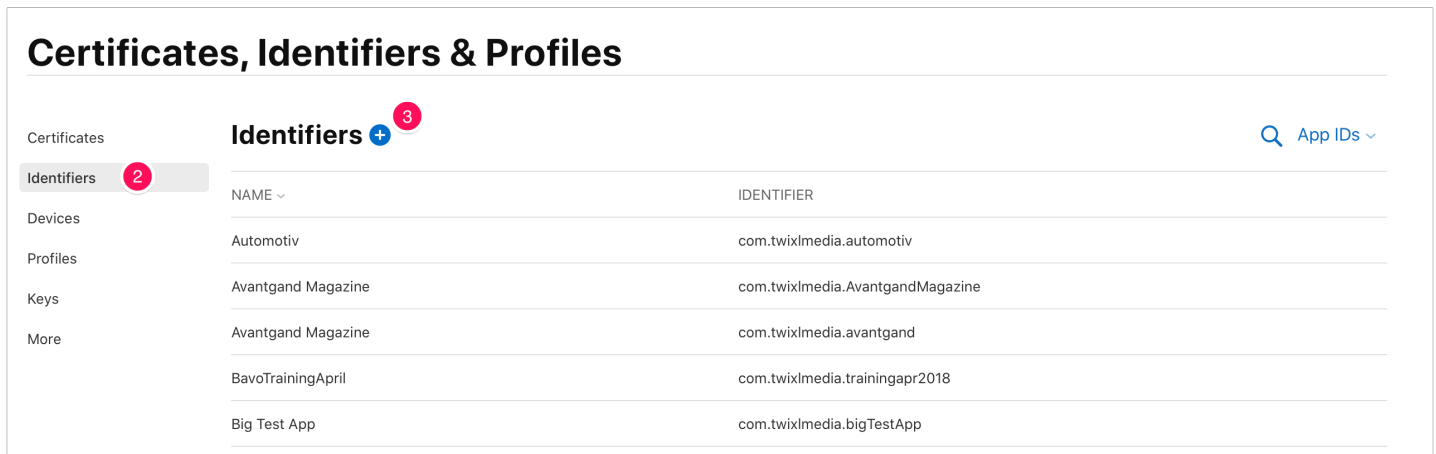 Certificates, Identifiers & Profiles
Certificates
Identifiers 2
Devices
Profiles
Keys
More
Identifiers + 3
App IDs
NAME IDENTIFIER
Automotiv com.twixlmedia.automotiv
Avantgand Magazine com.twixlmedia.AvantgandMagazine
Avantgand Magazine com.twixlmedia.avantgand
BavoTrainingApril com.twixlmedia.trainingapr2018
Big Test App com.twixlmedia.bigTestApp